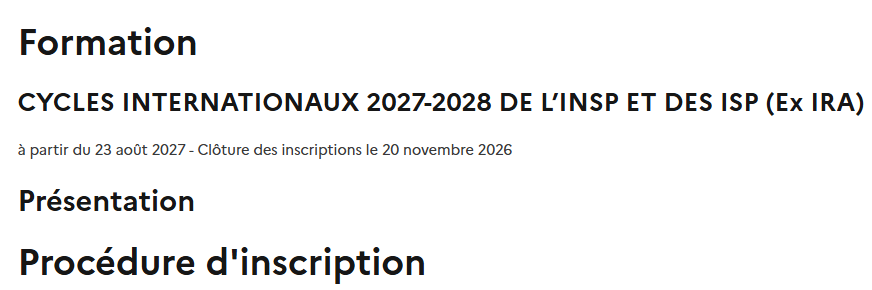 Formation
CYCLES INTERNATIONAUX 2027-2028 DE L’INSP ET DES ISP (Ex IRA)
à partir du 23 août 2027 - Clôture des inscriptions le 20 novembre 2026
Présentation
Procédure d'inscription